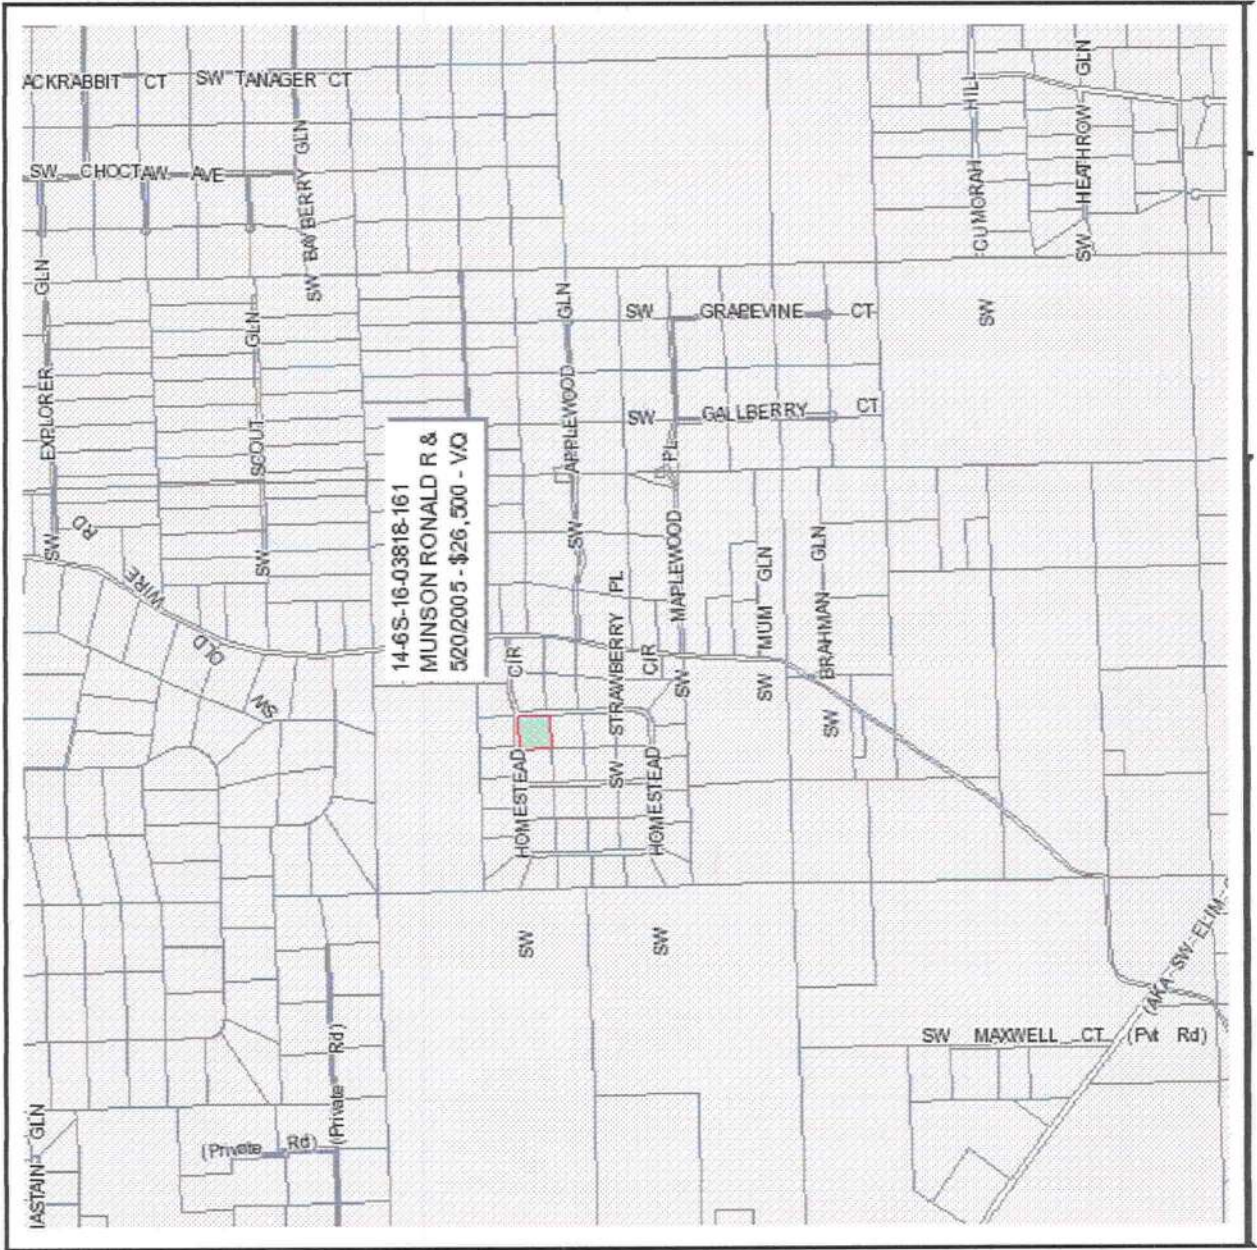 ACKRABBIT CT
SW TANAGER CT
SW CHOCTAW AVE
SW EXPLORER GLN
SW SCOUT GLN
SW BAYBERRY GLN
SW OLD WIRE RD
14-6S-16-03818-161
MUNSON RONALD R &
5/20/2005 - $26,500 - V/Q
SW APPLEWOOD GLN
SW GRAPEVINE CT
SW GALLBERRY CT
SW MAPLEWOOD PL
SW STRAWBERRY PL
SW HOMESTEAD CIR
SW HOMESTEAD CIR
SW MUM GLN
SW BRAHMAN GLN
SW CUMORAH HILL
SW HEATHROW GLN
SW MAXWELL CT (Pvt Rd)
(AKA SW ELIM
IASTAIN GLN
(Private Rd)
(Private Rd)